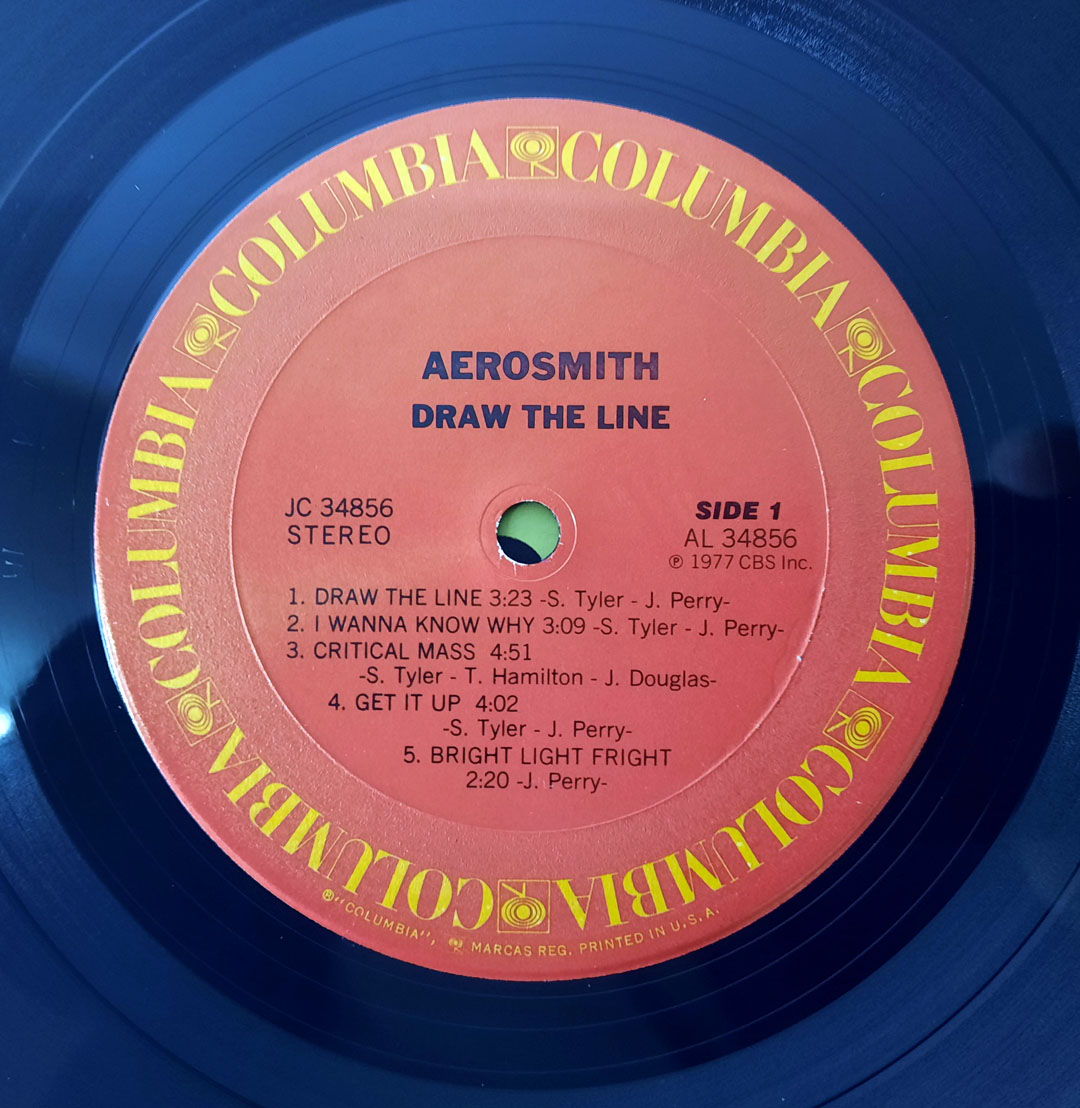 COLUMBIA COLUMBIA COLUMBIA COLUMBIA COLUMBIA COLUMBIA
AEROSMITH
DRAW THE LINE
JC 34856
STEREO
SIDE 1
AL 34856
℗ 1977 CBS Inc.
1. DRAW THE LINE 3:23 -S. Tyler - J. Perry-
2. I WANNA KNOW WHY 3:09 -S. Tyler - J. Perry-
3. CRITICAL MASS 4:51
-S. Tyler - T. Hamilton - J. Douglas-
4. GET IT UP 4:02
-S. Tyler - J. Perry-
5. BRIGHT LIGHT FRIGHT
2:20 -J. Perry-
®"COLUMBIA", MARCAS REG. PRINTED IN U.S.A.